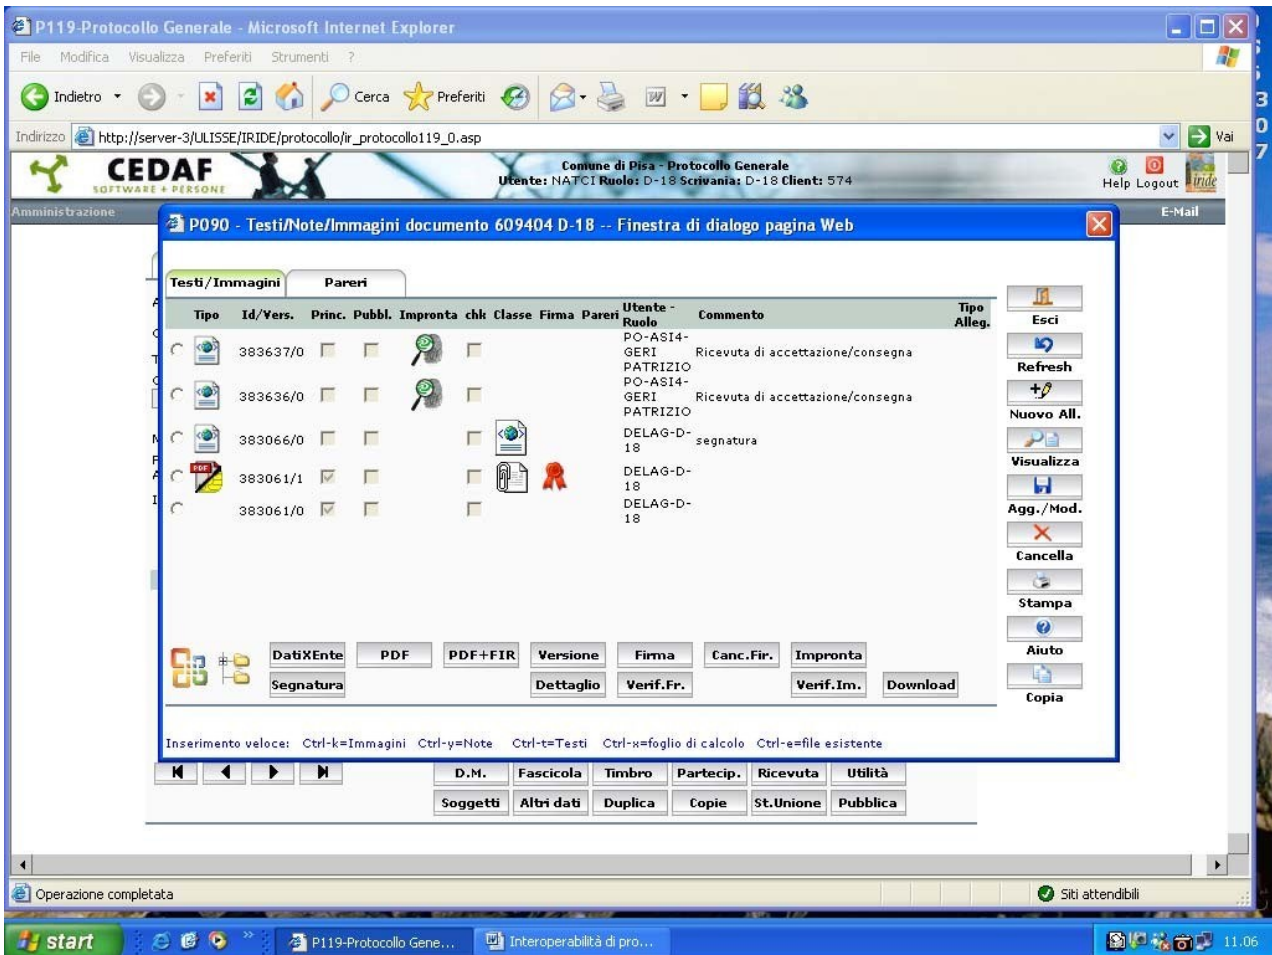 P119-Protocollo Generale - Microsoft Internet Explorer
File Modifica Visualizza Preferiti Strumenti ?
Indietro Cerca Preferiti
Indirizzo http://server-3/ULISSE/IRIDE/protocollo/ir_protocollo119_0.asp Vai
CEDAF
SOFTWARE + PERSONE
Comune di Pisa - Protocollo Generale
Utente: NATCI Ruolo: D-18 Scrivania: D-18 Client: 574
Help Logout iride
Amministrazione E-Mail
P090 - Testi/Note/Immagini documento 609404 D-18 -- Finestra di dialogo pagina Web
Testi/Immagini Pareri
Tipo Id/Vers. Princ. Pubbl. Impronta chk Classe Firma Pareri Utente - Ruolo Commento Tipo Alleg.
383637/0 PO-ASI4-GERI PATRIZIO Ricevuta di accettazione/consegna
383636/0 PO-ASI4-GERI PATRIZIO Ricevuta di accettazione/consegna
383066/0 DELAG-D-18 segnatura
PDF 383061/1 DELAG-D-18
383061/0 DELAG-D-18
Esci
Refresh
Nuovo All.
Visualizza
Agg./Mod.
Cancella
Stampa
Aiuto
Copia
DatiXEnte PDF PDF+FIR Versione Firma Canc.Fir. Impronta
Segnatura Dettaglio Verif.Fr. Verif.Im. Download
Inserimento veloce: Ctrl-k=Immagini Ctrl-y=Note Ctrl-t=Testi Ctrl-x=foglio di calcolo Ctrl-e=file esistente
D.M. Fascicola Timbro Partecip. Ricevuta Utilità
Soggetti Altri dati Duplica Copie St.Unione Pubblica
Operazione completata Siti attendibili
start P119-Protocollo Gene... Interoperabilità di pro... 11.06